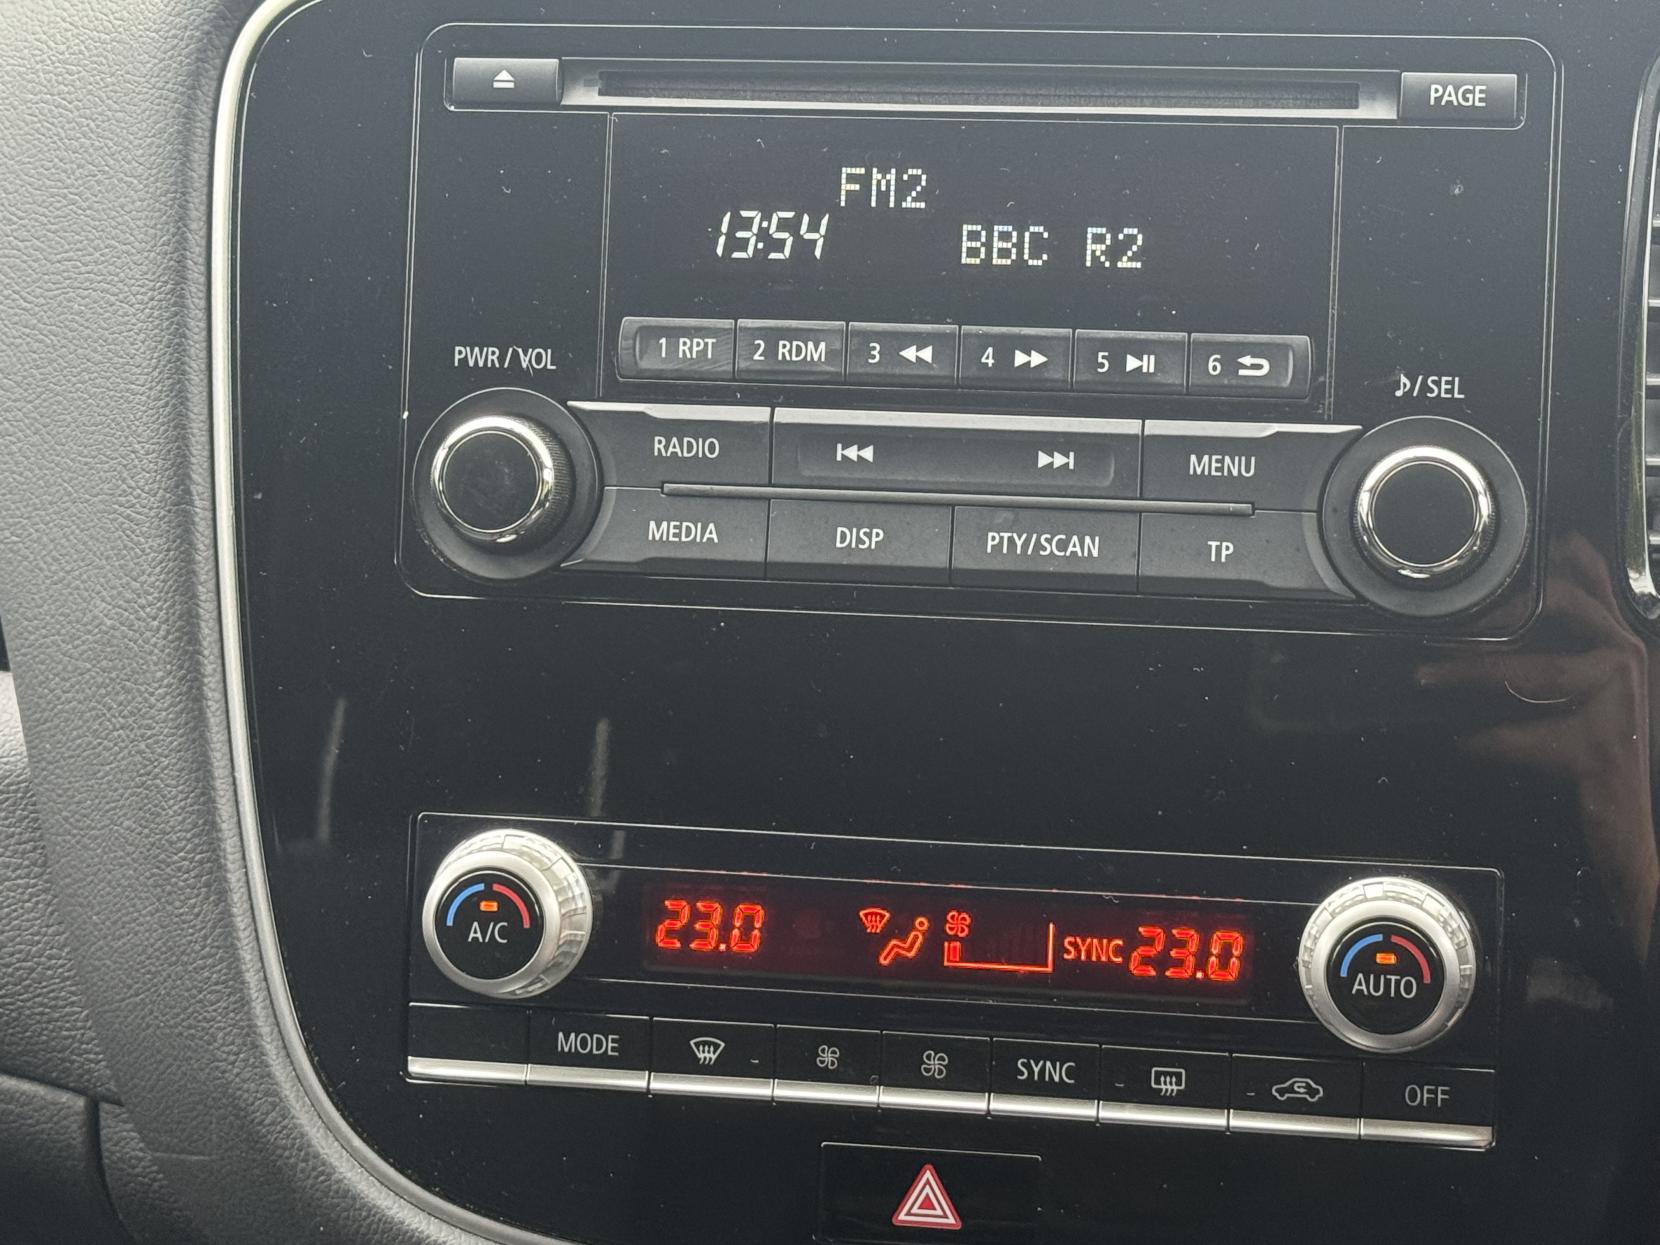 PAGE
FM2
13:54 BBC R2
1 RPT 2 RDM 3 4 5 6
PWR/VOL
♪/SEL
RADIO MENU
MEDIA DISP PTY/SCAN TP
A/C 23.0 SYNC 23.0 AUTO
MODE SYNC OFF